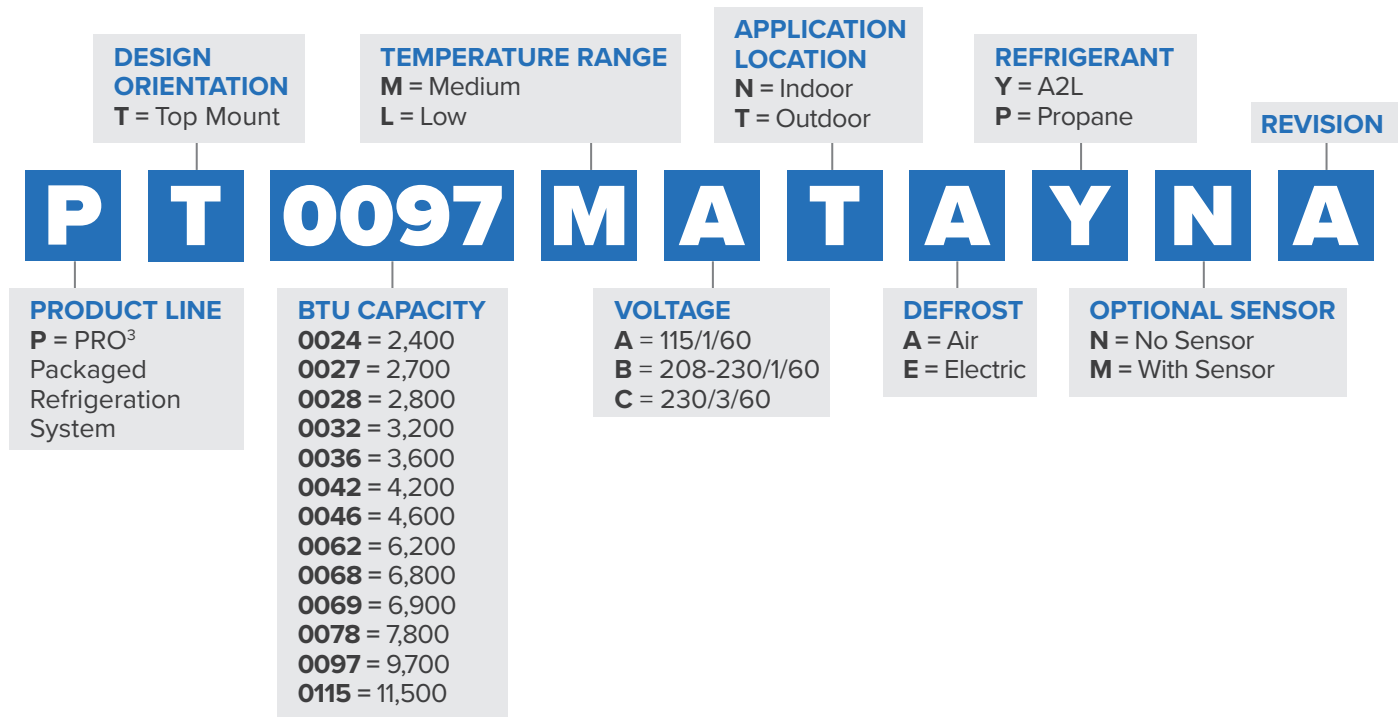 DESIGN
ORIENTATION
T = Top Mount
TEMPERATURE RANGE
M = Medium
L = Low
APPLICATION
LOCATION
N = Indoor
T = Outdoor
REFRIGERANT
Y = A2L
P = Propane
REVISION
P T 0097 M A T A Y N A
PRODUCT LINE
P = PRO³
Packaged
Refrigeration
System
BTU CAPACITY
0024 = 2,400
0027 = 2,700
0028 = 2,800
0032 = 3,200
0036 = 3,600
0042 = 4,200
0046 = 4,600
0062 = 6,200
0068 = 6,800
0069 = 6,900
0078 = 7,800
0097 = 9,700
0115 = 11,500
VOLTAGE
A = 115/1/60
B = 208-230/1/60
C = 230/3/60
DEFROST
A = Air
E = Electric
OPTIONAL SENSOR
N = No Sensor
M = With Sensor